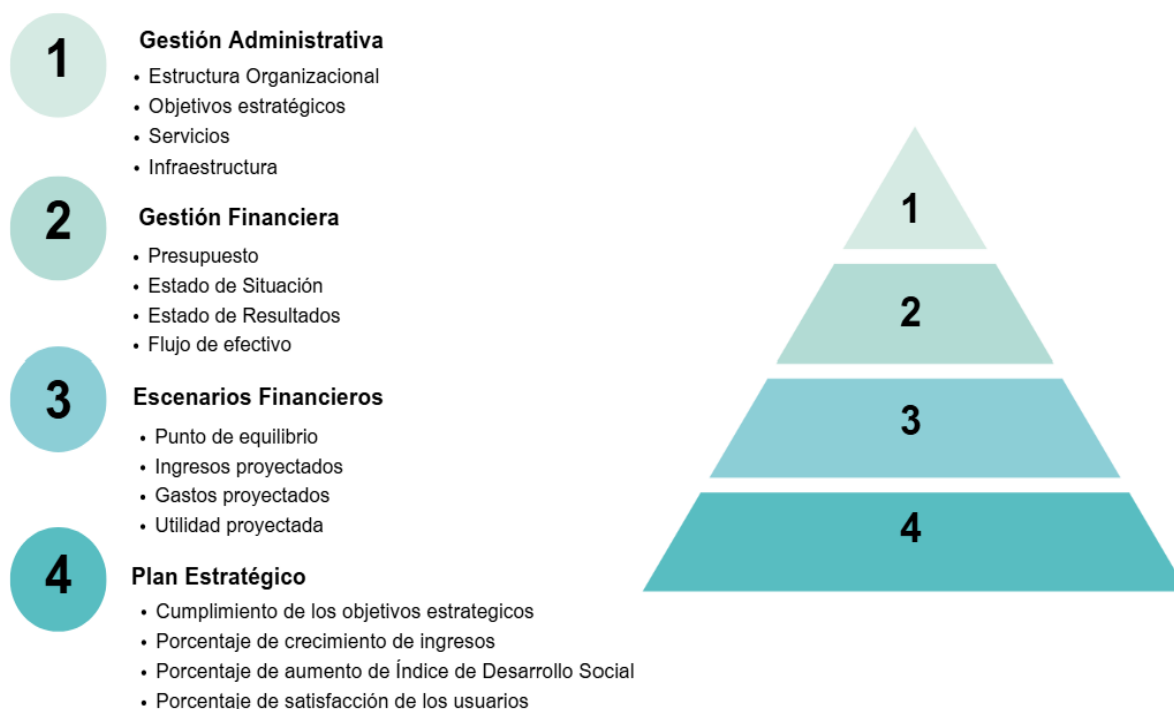 1
Gestión Administrativa
• Estructura Organizacional
• Objetivos estratégicos
• Servicios
• Infraestructura
2
Gestión Financiera
• Presupuesto
• Estado de Situación
• Estado de Resultados
• Flujo de efectivo
3
Escenarios Financieros
• Punto de equilibrio
• Ingresos proyectados
• Gastos proyectados
• Utilidad proyectada
4
Plan Estratégico
• Cumplimiento de los objetivos estrategicos
• Porcentaje de crecimiento de ingresos
• Porcentaje de aumento de Índice de Desarrollo Social
• Porcentaje de satisfacción de los usuarios
1
2
3
4